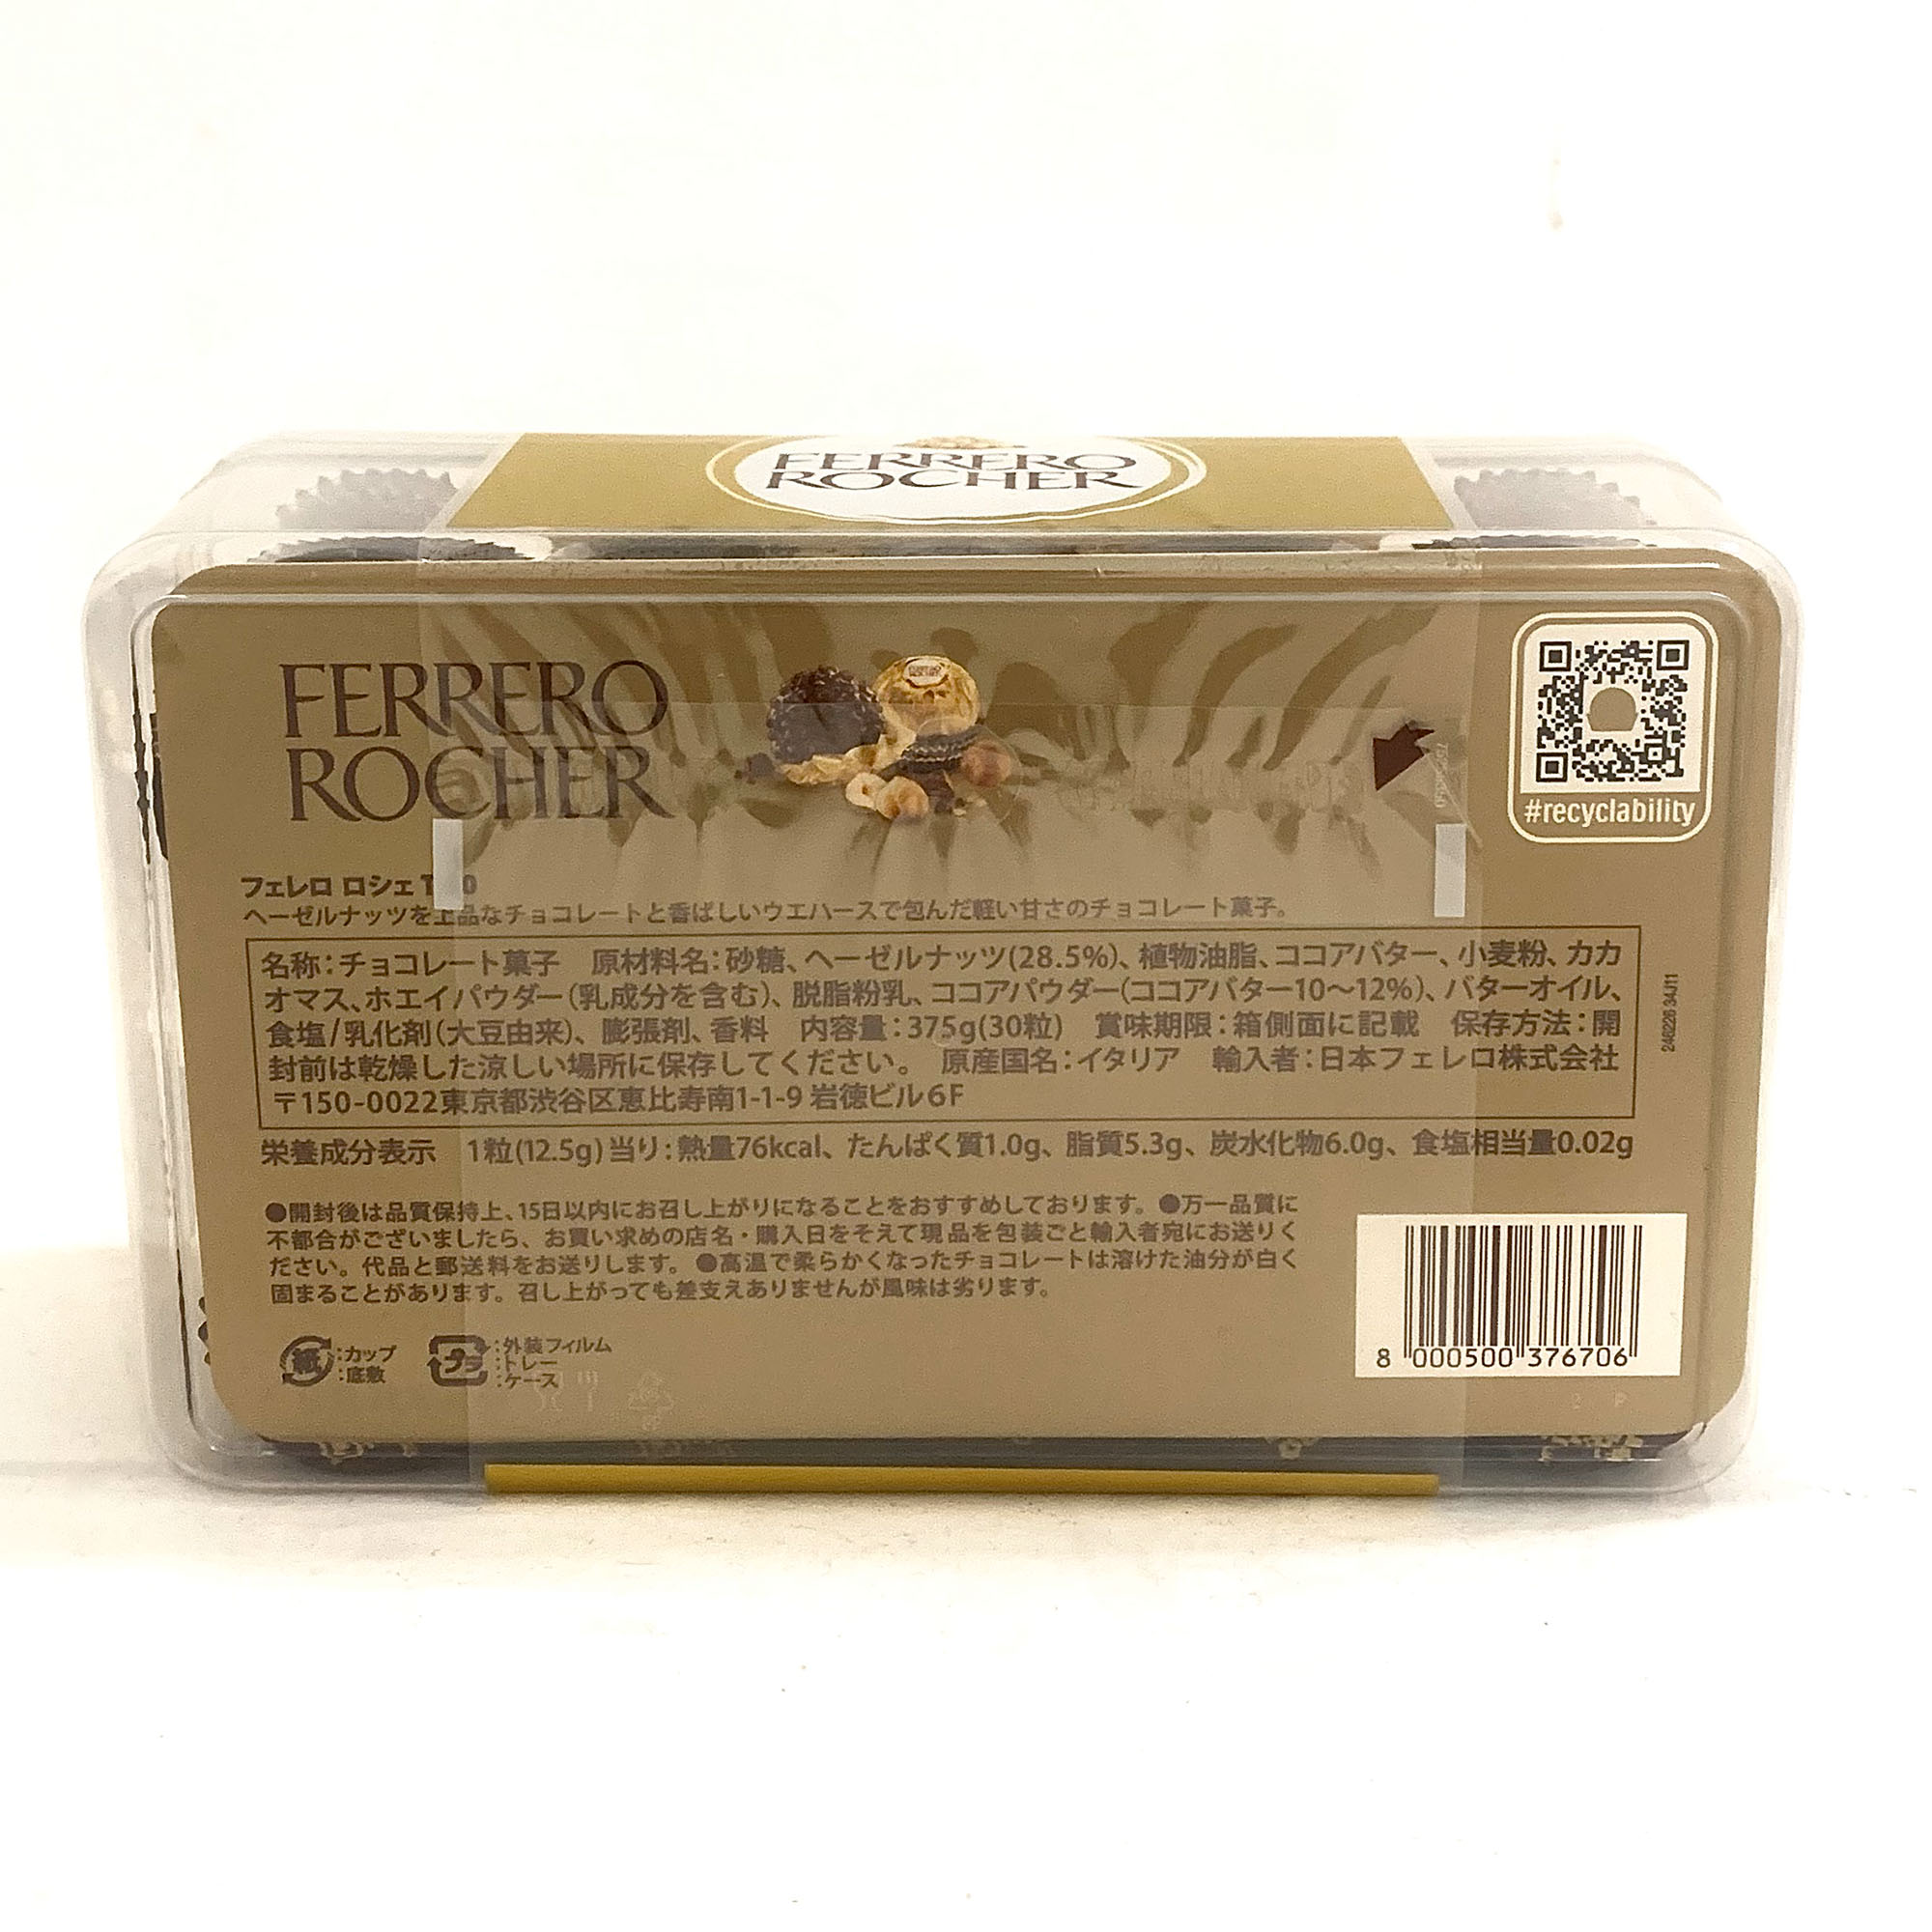 FERRERO
ROCHER
FERRERO
ROCHER
#recyclability
フェレロ ロシェ
ヘーゼルナッツを上品なチョコレートと香ばしいウエハースで包んだ軽い甘さのチョコレート菓子。
名称：チョコレート菓子　原材料名：砂糖、ヘーゼルナッツ(28.5%)、植物油脂、ココアバター、小麦粉、カカ
オマス、ホエイパウダー(乳成分を含む)、脱脂粉乳、ココアパウダー(ココアバター10〜12%)、バターオイル、
食塩/乳化剤(大豆由来)、膨張剤、香料　内容量：375g(30粒)　賞味期限：箱側面に記載　保存方法：開
封前は乾燥した涼しい場所に保存してください。　原産国名：イタリア　輸入者：日本フェレロ株式会社
〒150-0022東京都渋谷区恵比寿南1-1-9 岩徳ビル6F
栄養成分表示　1粒(12.5g)当り：熱量76kcal、たんぱく質1.0g、脂質5.3g、炭水化物6.0g、食塩相当量0.02g
●開封後は品質保持上、15日以内にお召し上がりになることをおすすめしております。●万一品質に
不都合がございましたら、お買い求めの店名・購入日をそえて現品を包装ごと輸入者宛にお送りく
ださい。代品と郵送料をお送りします。●高温で柔らかくなったチョコレートは溶けた油分が白く
固まることがあります。召し上がっても差支えありませんが風味は劣ります。
紙：カップ
：底敷
プラ：外装フィルム
：トレー
：ケース
8 000500 376706